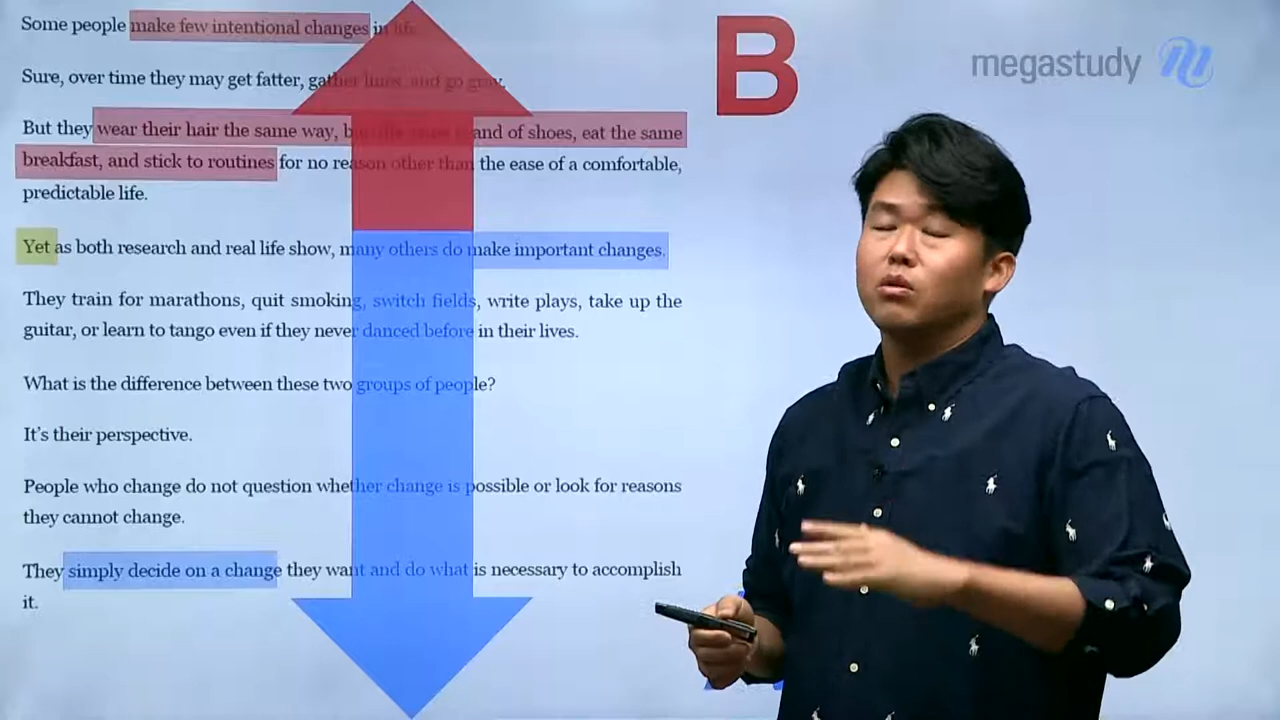 Some people make few intentional changes in life.
B
megastudy
Sure, over time they may get fatter, gather lines, and go gray.
But they wear their hair the same way, of shoes, eat the same
breakfast, and stick to routines for no reason other than the ease of a comfortable,
predictable life.
Yet as both research and real life show, many others do make important changes.
They train for marathons, quit smoking, switch fields, write plays, take up the
guitar, or learn to tango even if they never danced before in their lives.
What is the difference between these two groups of people?
It's their perspective.
People who change do not question whether change is possible or look for reasons
they cannot change.
They simply decide on a change they want and do what is necessary to accomplish
it.